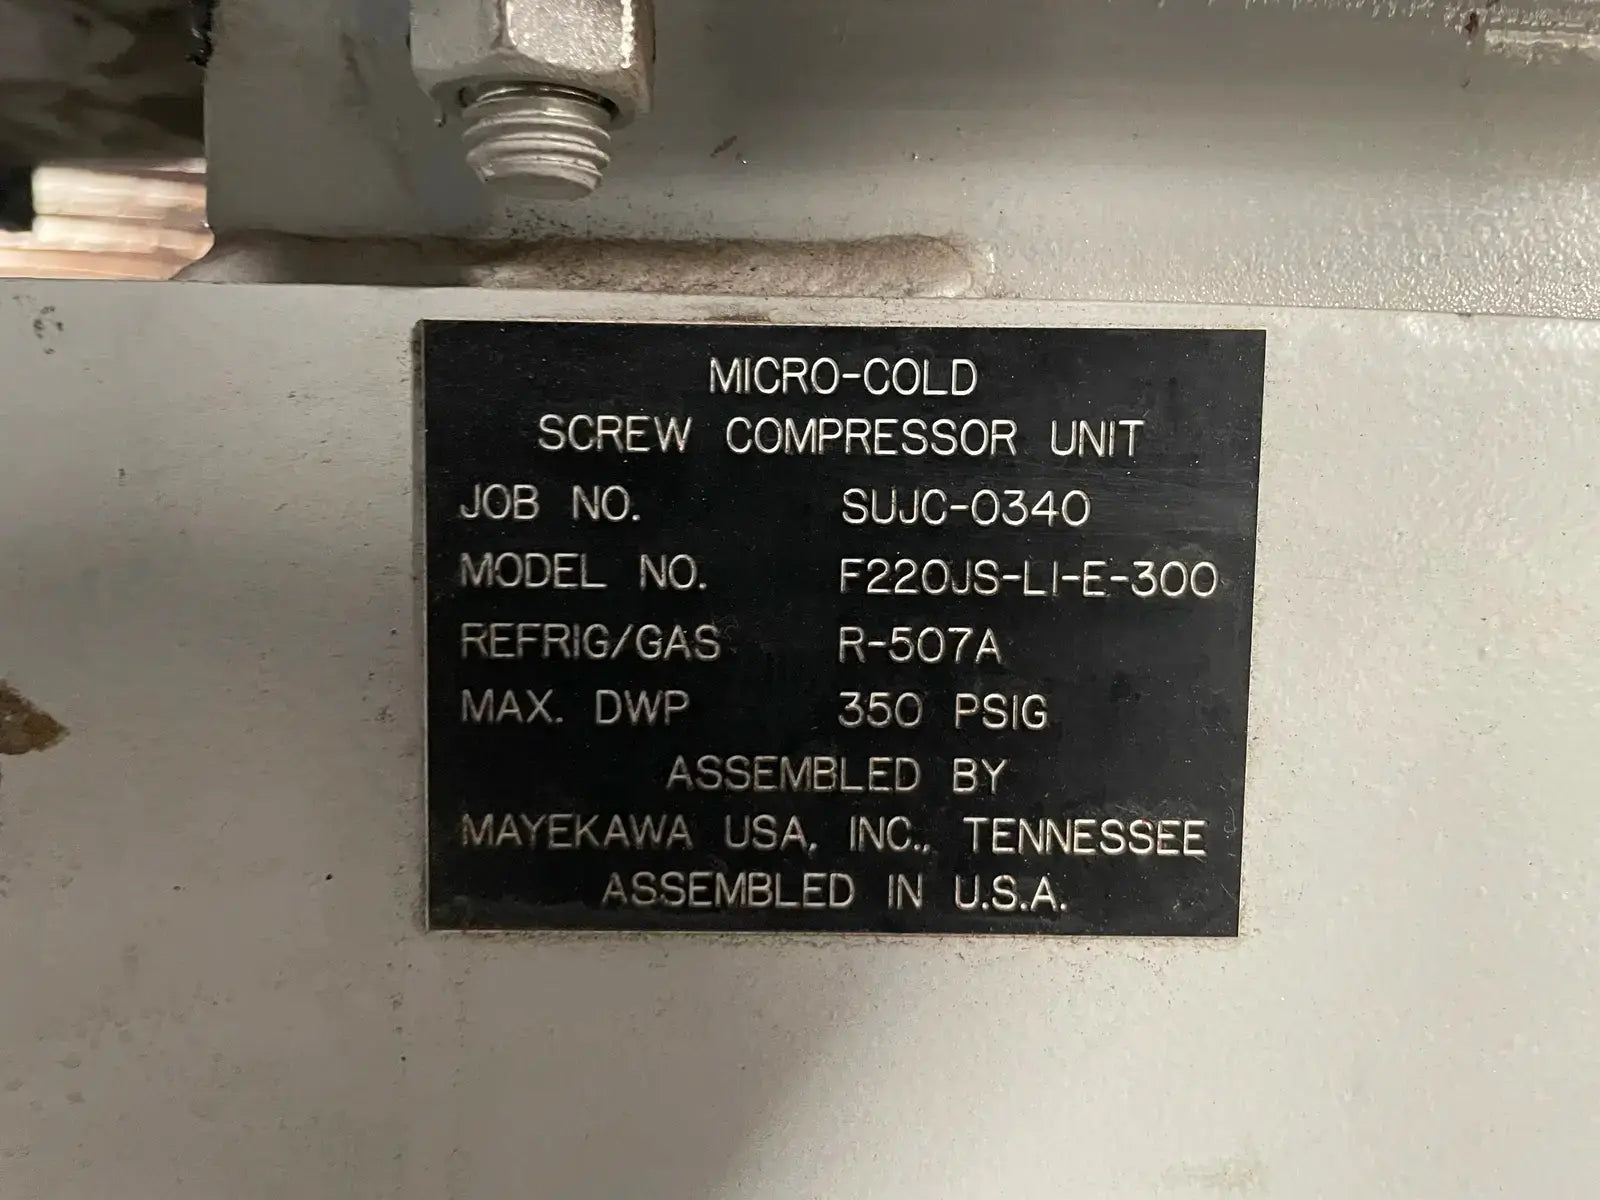 MICRO-COLD
SCREW COMPRESSOR UNIT
JOB NO. SUJC-0340
MODEL NO. F220JS-LI-E-300
REFRIG/GAS R-507A
MAX. DWP 350 PSIG
ASSEMBLED BY
MAYEKAWA USA, INC., TENNESSEE
ASSEMBLED IN U.S.A.